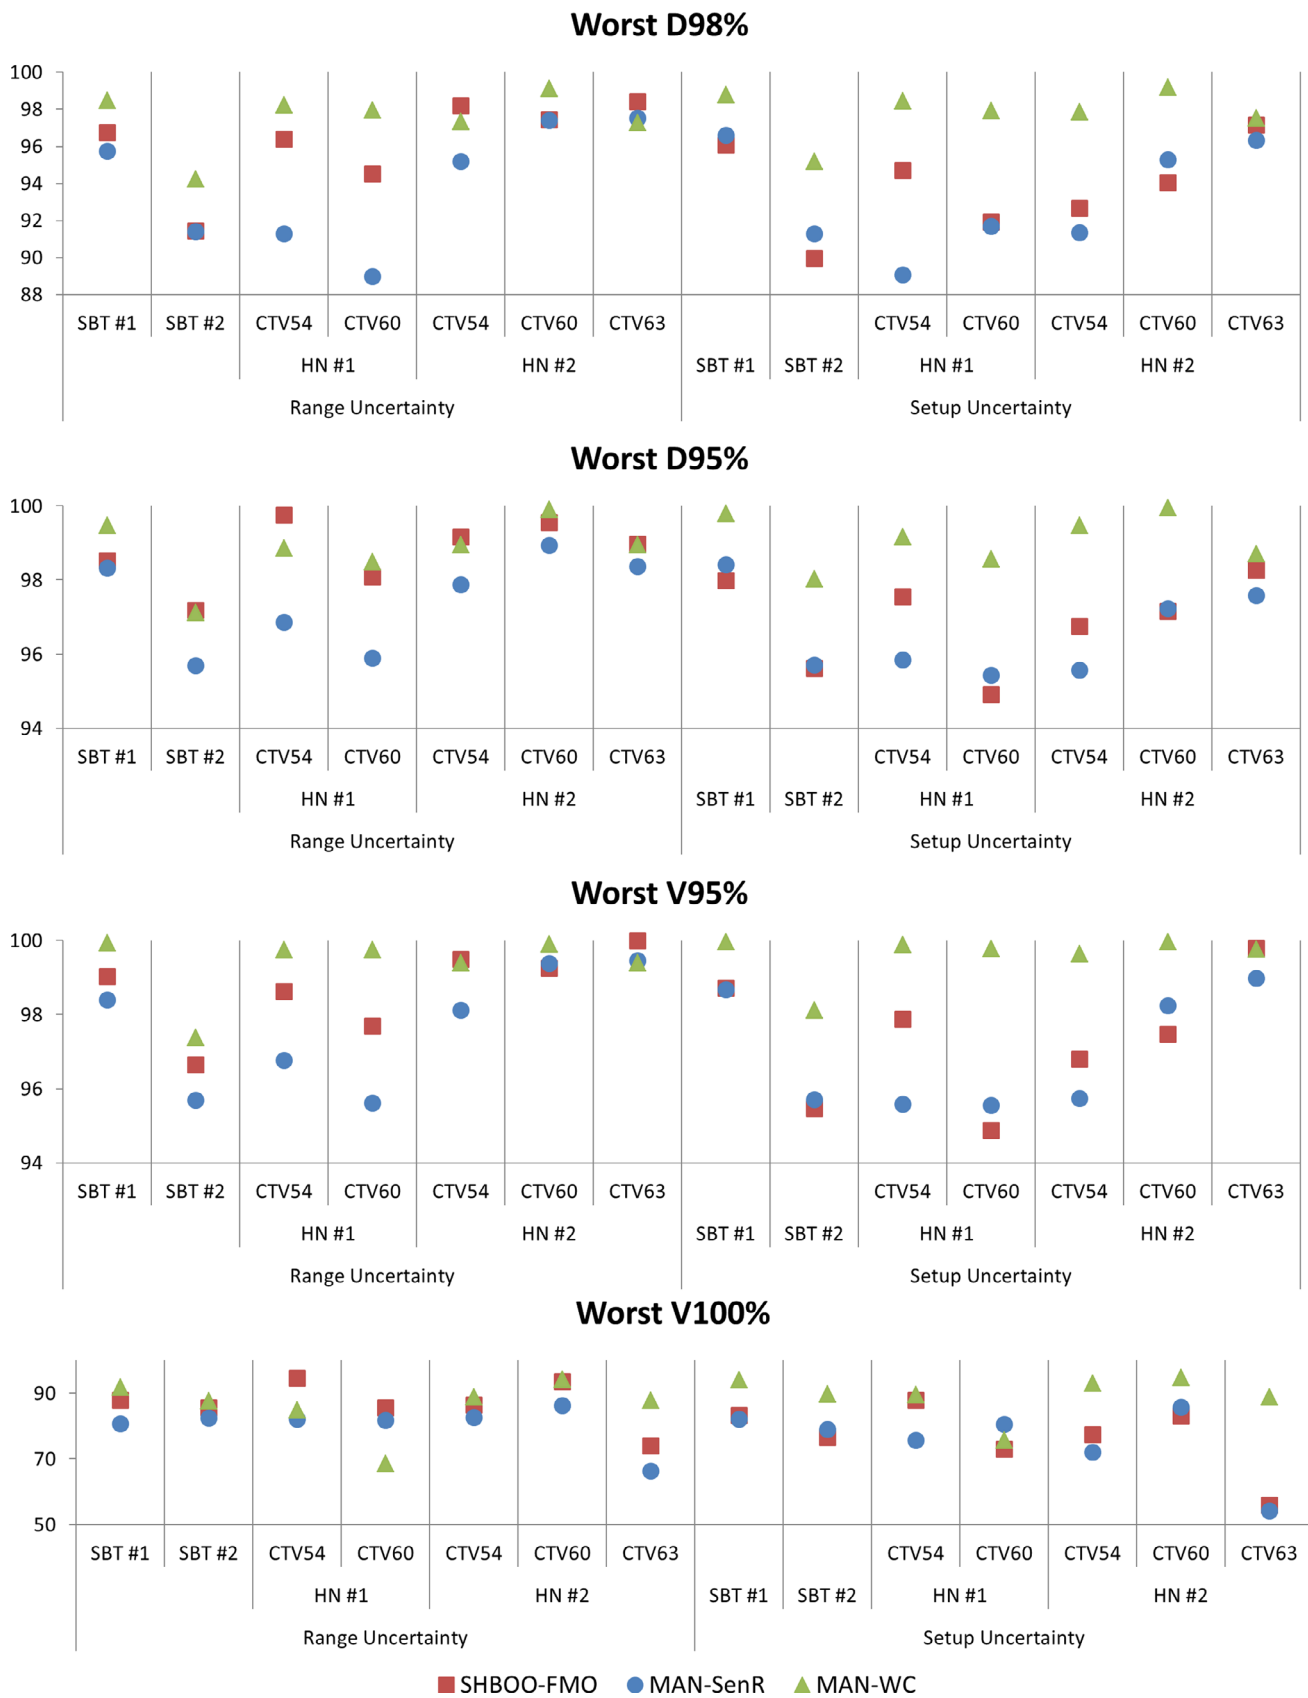 Worst D98%
100
98
96
94
92
90
88
SBT #1 SBT #2 CTV54 CTV60 CTV54 CTV60 CTV63 CTV54 CTV60 CTV54 CTV60 CTV63
HN #1 HN #2 SBT #1 SBT #2 HN #1 HN #2
Range Uncertainty Setup Uncertainty
Worst D95%
100
98
96
94
SBT #1 SBT #2 CTV54 CTV60 CTV54 CTV60 CTV63 CTV54 CTV60 CTV54 CTV60 CTV63
HN #1 HN #2 SBT #1 SBT #2 HN #1 HN #2
Range Uncertainty Setup Uncertainty
Worst V95%
100
98
96
94
SBT #1 SBT #2 CTV54 CTV60 CTV54 CTV60 CTV63 CTV54 CTV60 CTV54 CTV60 CTV63
HN #1 HN #2 SBT #1 SBT #2 HN #1 HN #2
Range Uncertainty Setup Uncertainty
Worst V100%
90
70
50
SBT #1 SBT #2 CTV54 CTV60 CTV54 CTV60 CTV63 CTV54 CTV60 CTV54 CTV60 CTV63
HN #1 HN #2 SBT #1 SBT #2 HN #1 HN #2
Range Uncertainty Setup Uncertainty
SHBOO-FMO MAN-SenR MAN-WC